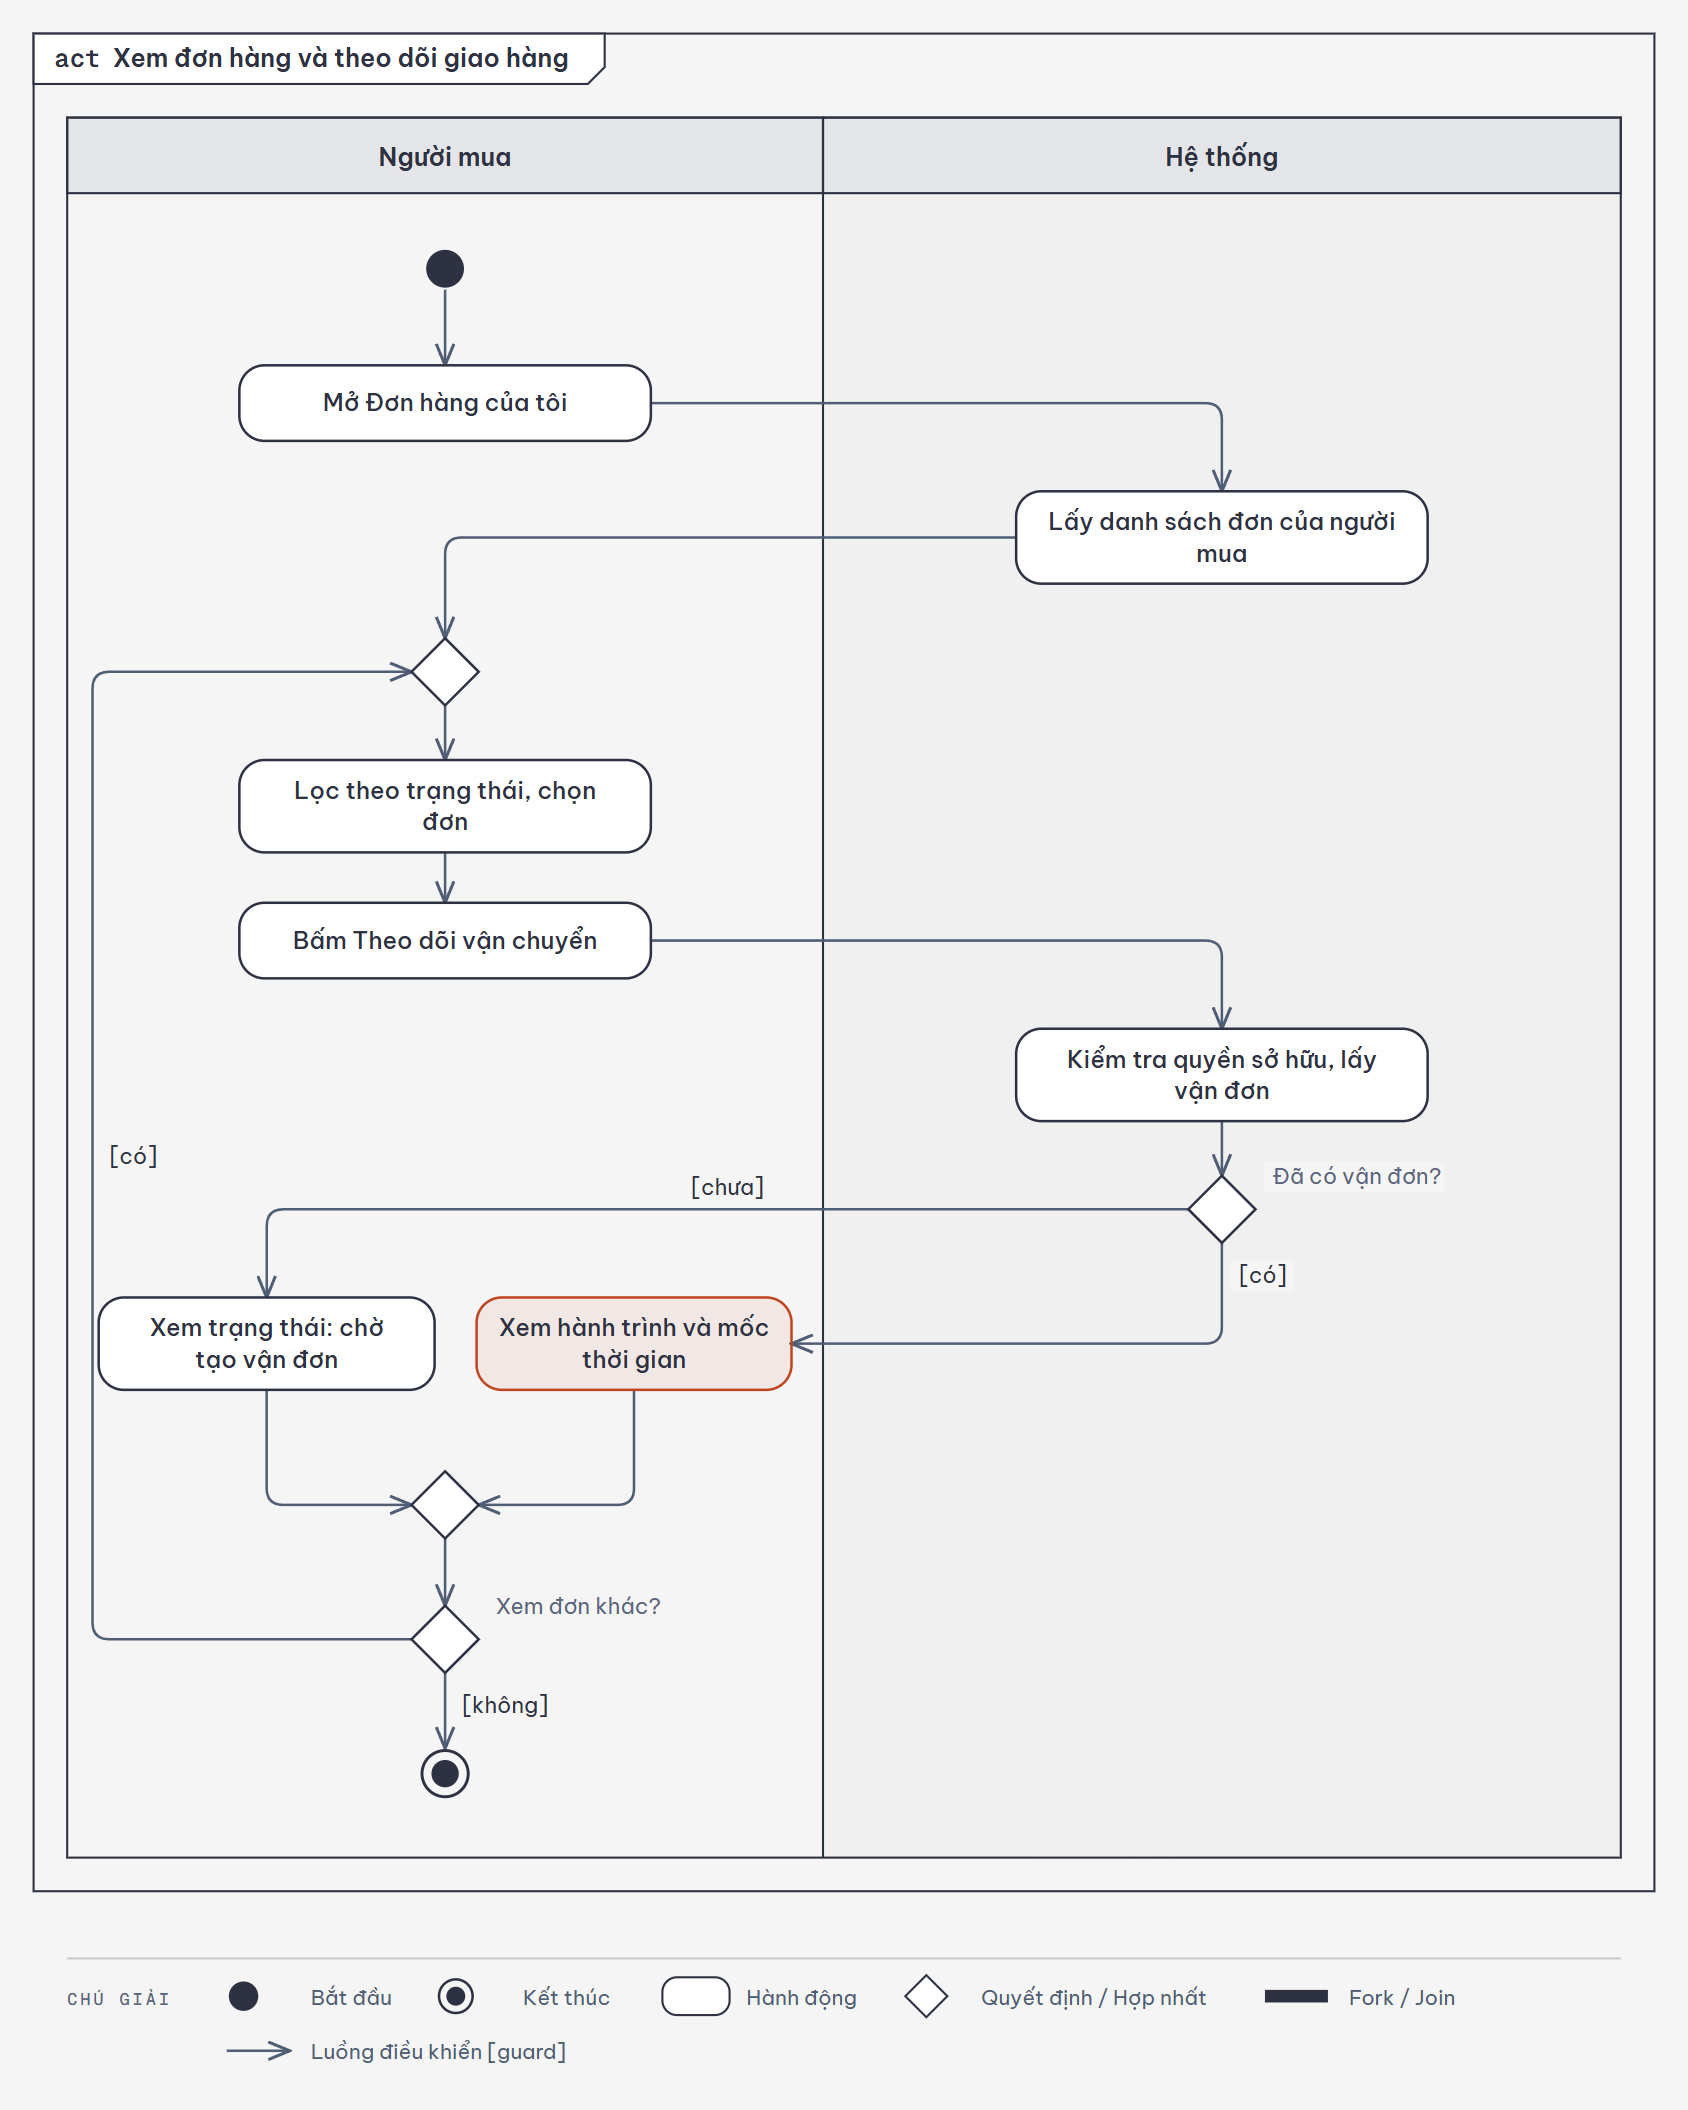 act Xem đơn hàng và theo dõi giao hàng
Người mua
Hệ thống
Mở Đơn hàng của tôi
Lấy danh sách đơn của người
mua
Lọc theo trạng thái, chọn
đơn
Bấm Theo dõi vận chuyển
Kiểm tra quyền sở hữu, lấy
vận đơn
[có]
[chưa]
Đã có vận đơn?
[có]
Xem trạng thái: chờ
tạo vận đơn
Xem hành trình và mốc
thời gian
Xem đơn khác?
[không]
CHÚ GIẢI
Bắt đầu
Kết thúc
Hành động
Quyết định / Hợp nhất
Fork / Join
Luồng điều khiển [guard]